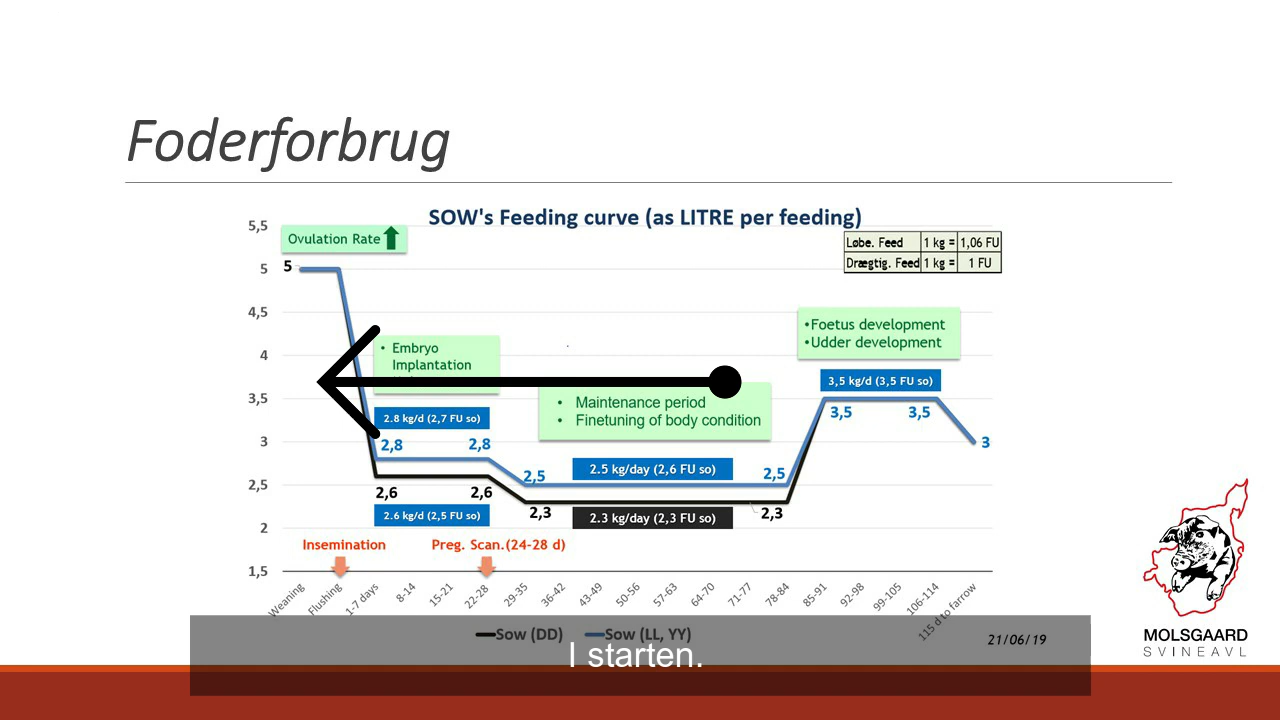 Foderforbrug
SOW's Feeding curve (as LITRE per feeding)
5,5
5
4,5
4
3,5
3
2,5
2
1,5
Ovulation Rate
5
Løbe. Feed 1 kg = 1,06 FU
Drægtig. Feed 1 kg = 1 FU
• Embryo
Implantation
•Foetus development
•Udder development
• Maintenance period
• Finetuning of body condition
3,5 kg/d (3,5 FU so)
3,5 3,5
3
2.8 kg/d (2,7 FU so)
2,8 2,8
2,5 2.5 kg/day (2,6 FU so) 2,5
2,6 2,6
2,3 2.3 kg/day (2,3 FU so) 2,3
2.6 kg/d (2,5 FU so)
Insemination
Preg. Scan.(24-28 d)
Weaning
Flushing
1-7 days
8-14
15-21
22-28
29-35
36-42
43-49
50-56
57-63
64-70
71-77
78-84
85-91
92-98
99-105
106-114
115 d to farrow
Sow (DD) Sow (LL, YY)
21/06/19
I starten.
MOLSGAARD
SVINEAVL